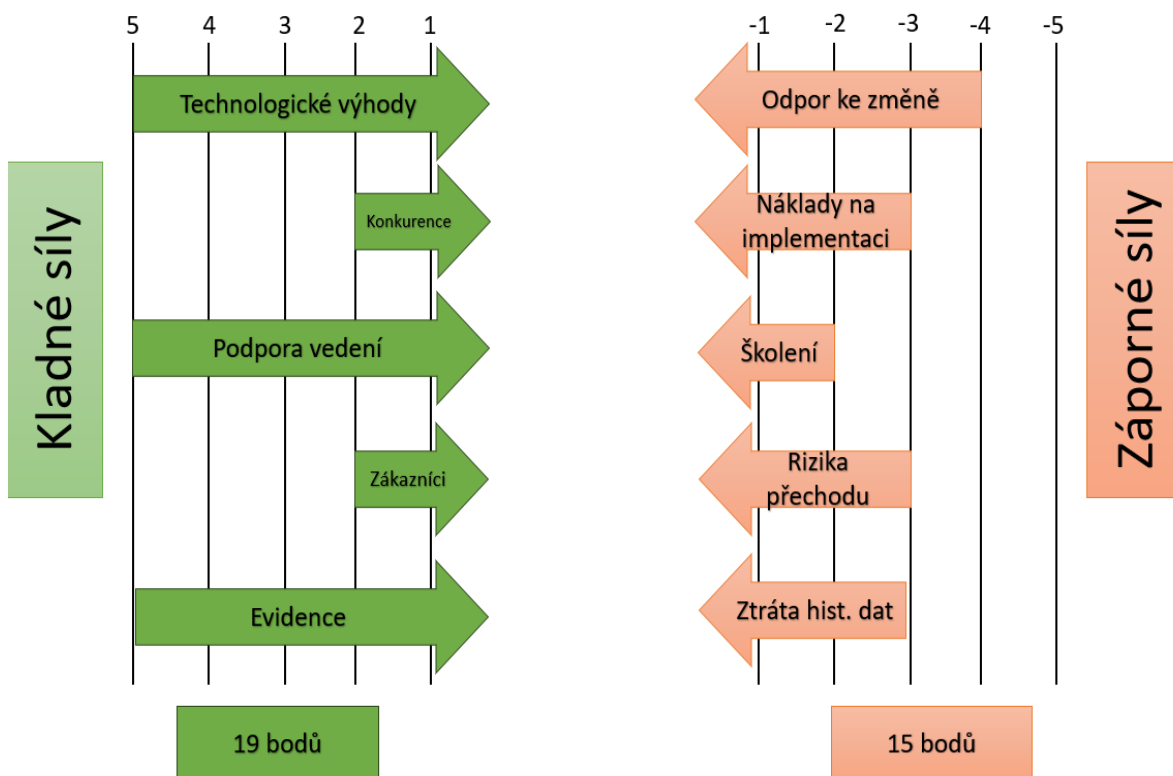 5 4 3 2 1
-1 -2 -3 -4 -5
Kladné síly
Technologické výhody
Konkurence
Podpora vedení
Zákazníci
Evidence
19 bodů
Odpor ke změně
Náklady na
implementaci
Školení
Rizika
přechodu
Ztráta hist. dat
15 bodů
Záporné síly